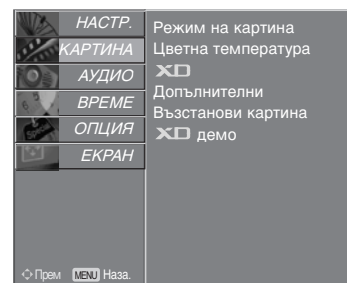 НАСТР.
КАРТИНА
АУДИО
ВРЕМЕ
ОПЦИЯ
ЕКРАН
Прем MENU Наза.
Режим на картина
Цветна температура
XD
Допълнителни
Възстанови картина
XD демо